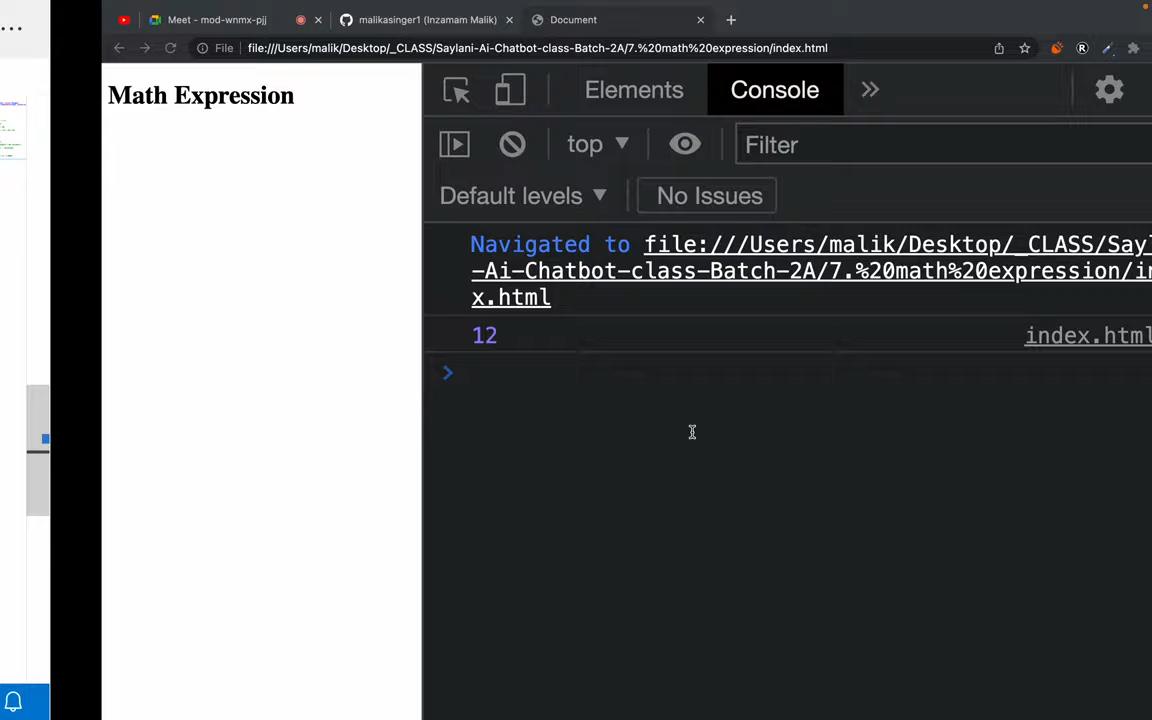 Meet - mod-wnmx-pjj
malikasinger1 (Inzamam Malik)
Document
File
file:///Users/malik/Desktop/_CLASS/Saylani-Ai-Chatbot-class-Batch-2A/7.%20math%20expression/index.html
Math Expression
Elements
Console
top
Filter
Default levels
No Issues
Navigated to file:///Users/malik/Desktop/_CLASS/Sayl
-Ai-Chatbot-class-Batch-2A/7.%20math%20expression/in
x.html
12
index.html